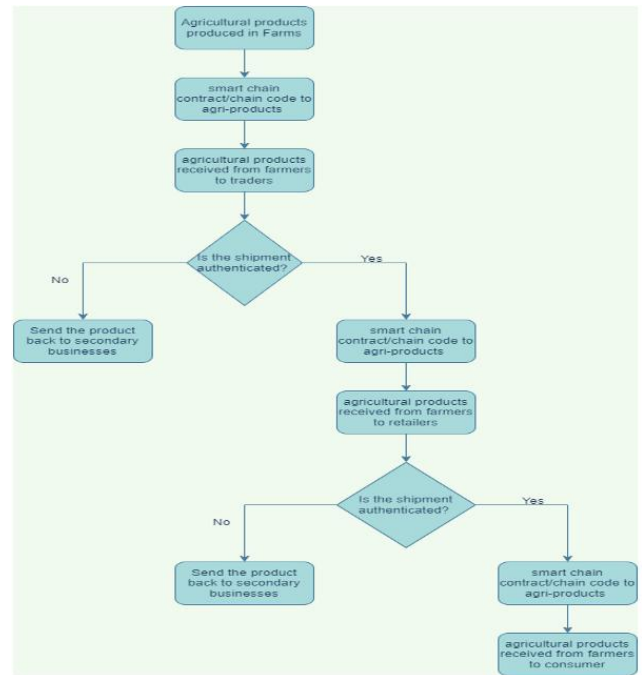 Agricultural products
produced in Farms
smart chain
contract/chain code to
agri-products
agricultural products
received from farmers
to traders
Is the shipment
authenticated?
No
Yes
Send the product
back to secondary
businesses
smart chain
contract/chain code to
agri-products
agricultural products
received from farmers
to retailers
Is the shipment
authenticated?
No
Yes
Send the product
back to secondary
businesses
smart chain
contract/chain code to
agri-products
agricultural products
received from farmers
to consumer